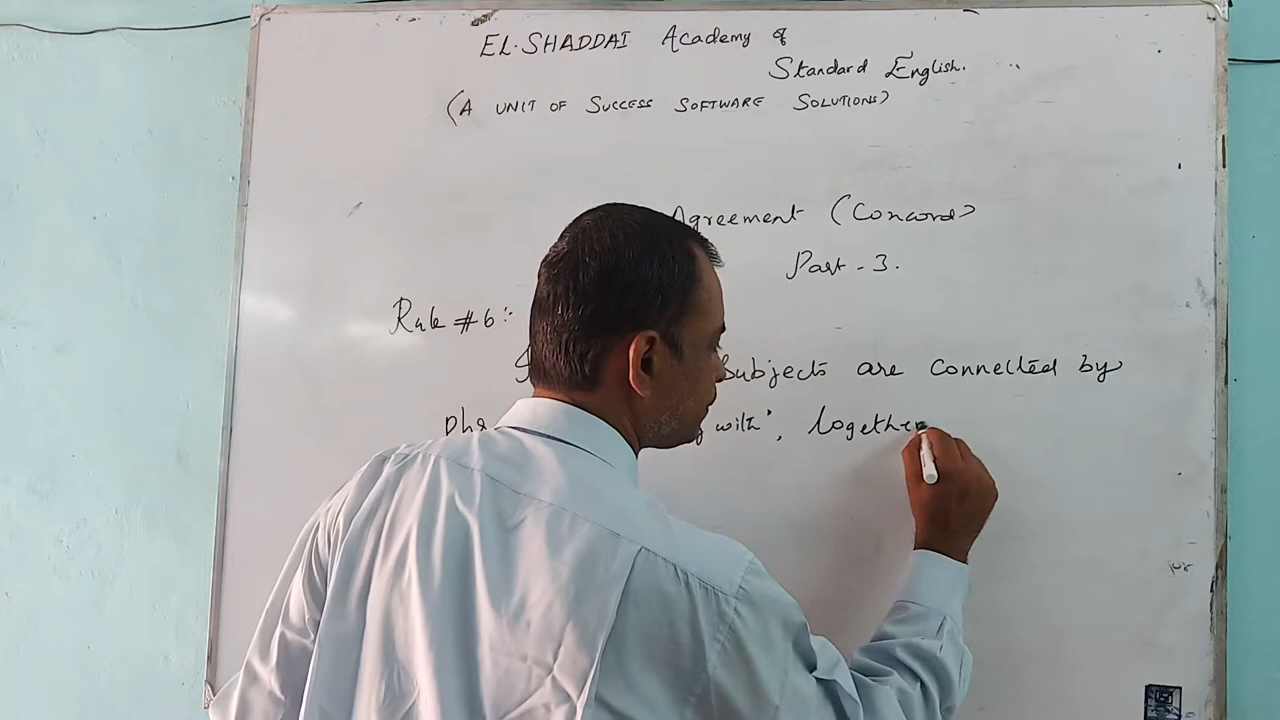 EL. SHADDAI Academy of
Standard English.
(A UNIT OF SUCCESS SOFTWARE SOLUTIONS)
Agreement (Concord)
Part - 3.
Rule #6:-
Subjects are connected by
with', together